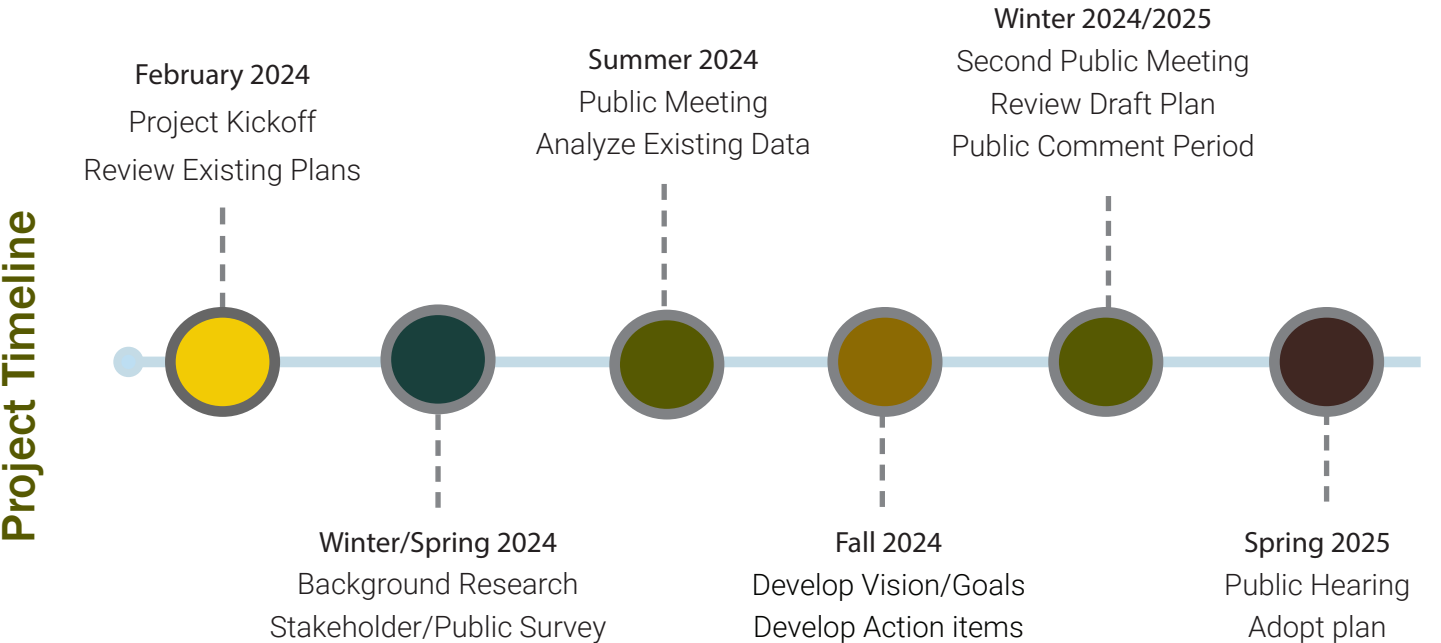 Project Timeline
February 2024
Project Kickoff
Review Existing Plans
Winter/Spring 2024
Background Research
Stakeholder/Public Survey
Summer 2024
Public Meeting
Analyze Existing Data
Fall 2024
Develop Vision/Goals
Develop Action items
Winter 2024/2025
Second Public Meeting
Review Draft Plan
Public Comment Period
Spring 2025
Public Hearing
Adopt plan